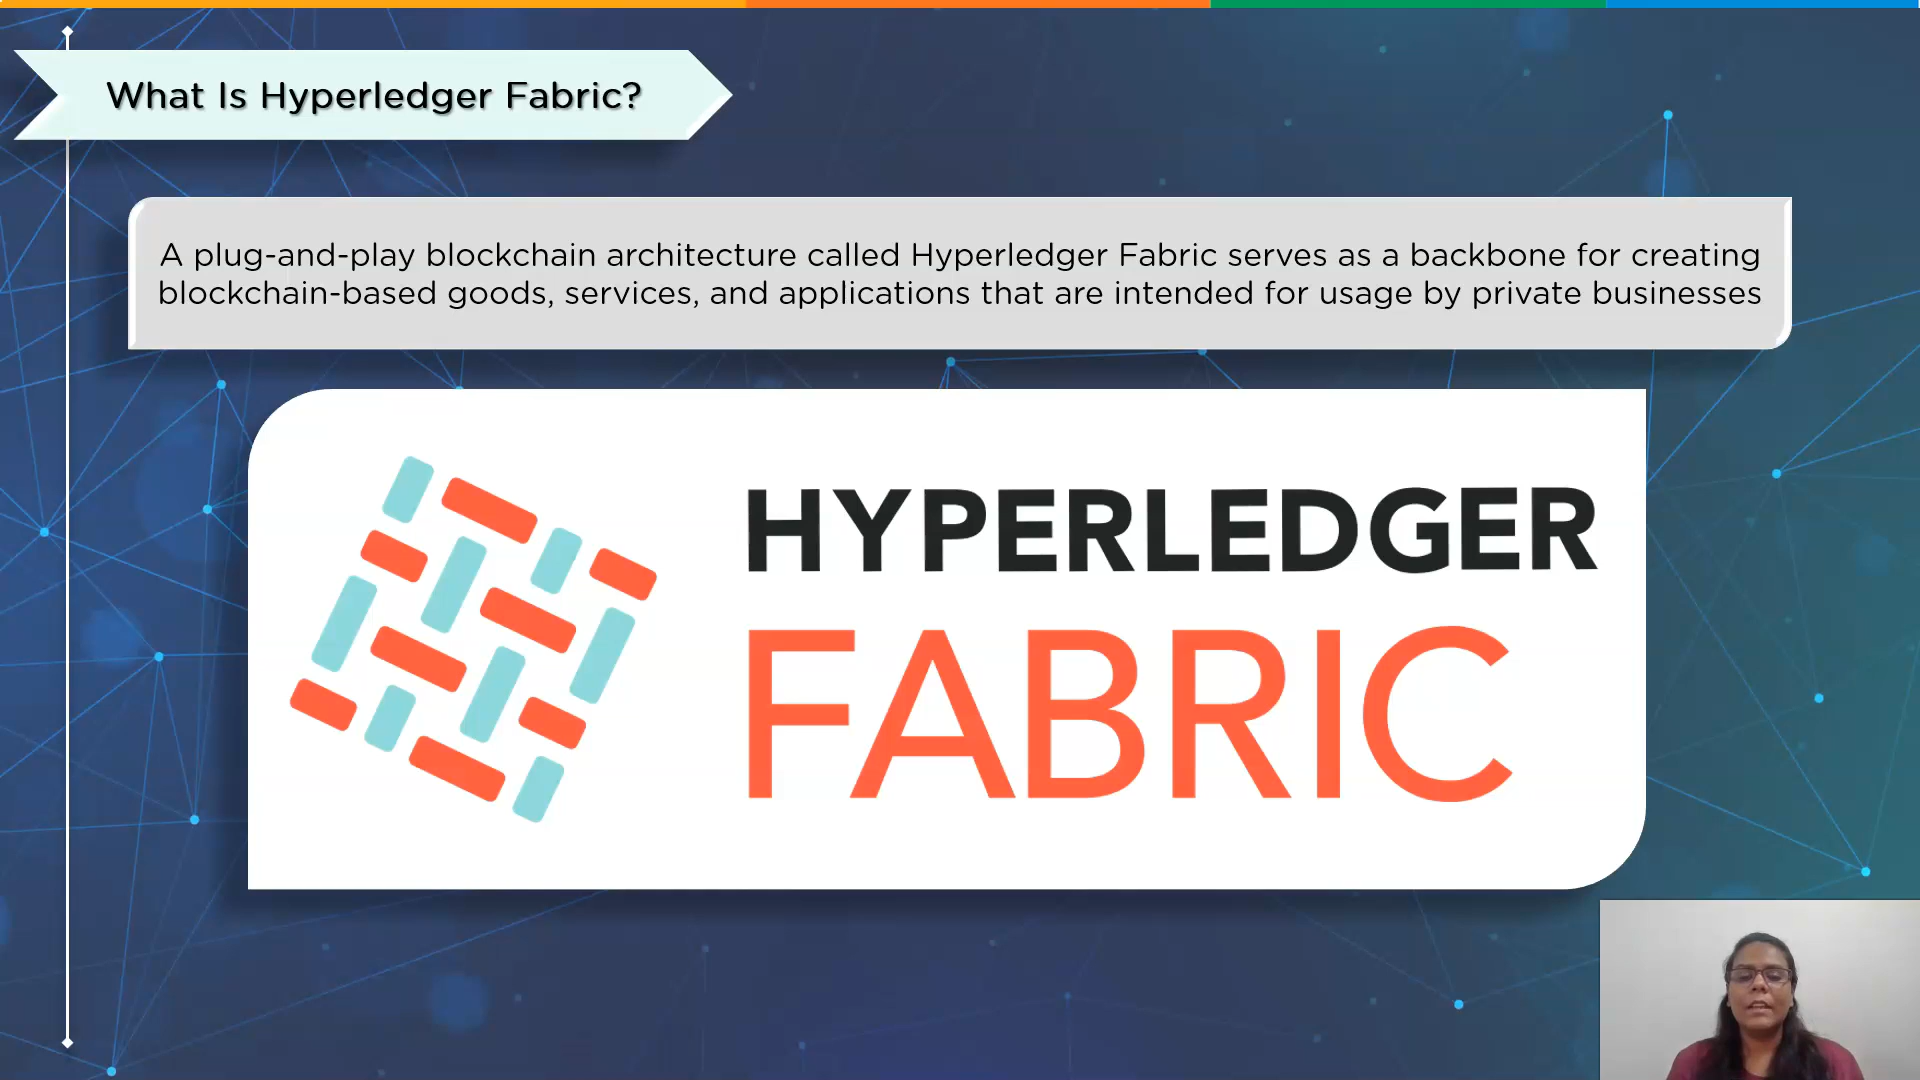 What Is Hyperledger Fabric?
A plug-and-play blockchain architecture called Hyperledger Fabric serves as a backbone for creating
blockchain-based goods, services, and applications that are intended for usage by private businesses
HYPERLEDGER
FABRIC